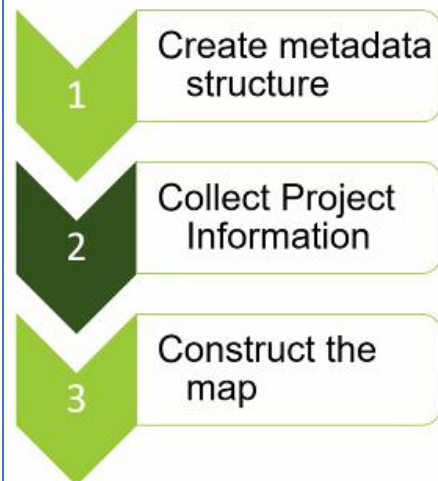 1
Create metadata
structure
2
Collect Project
Information
3
Construct the
map